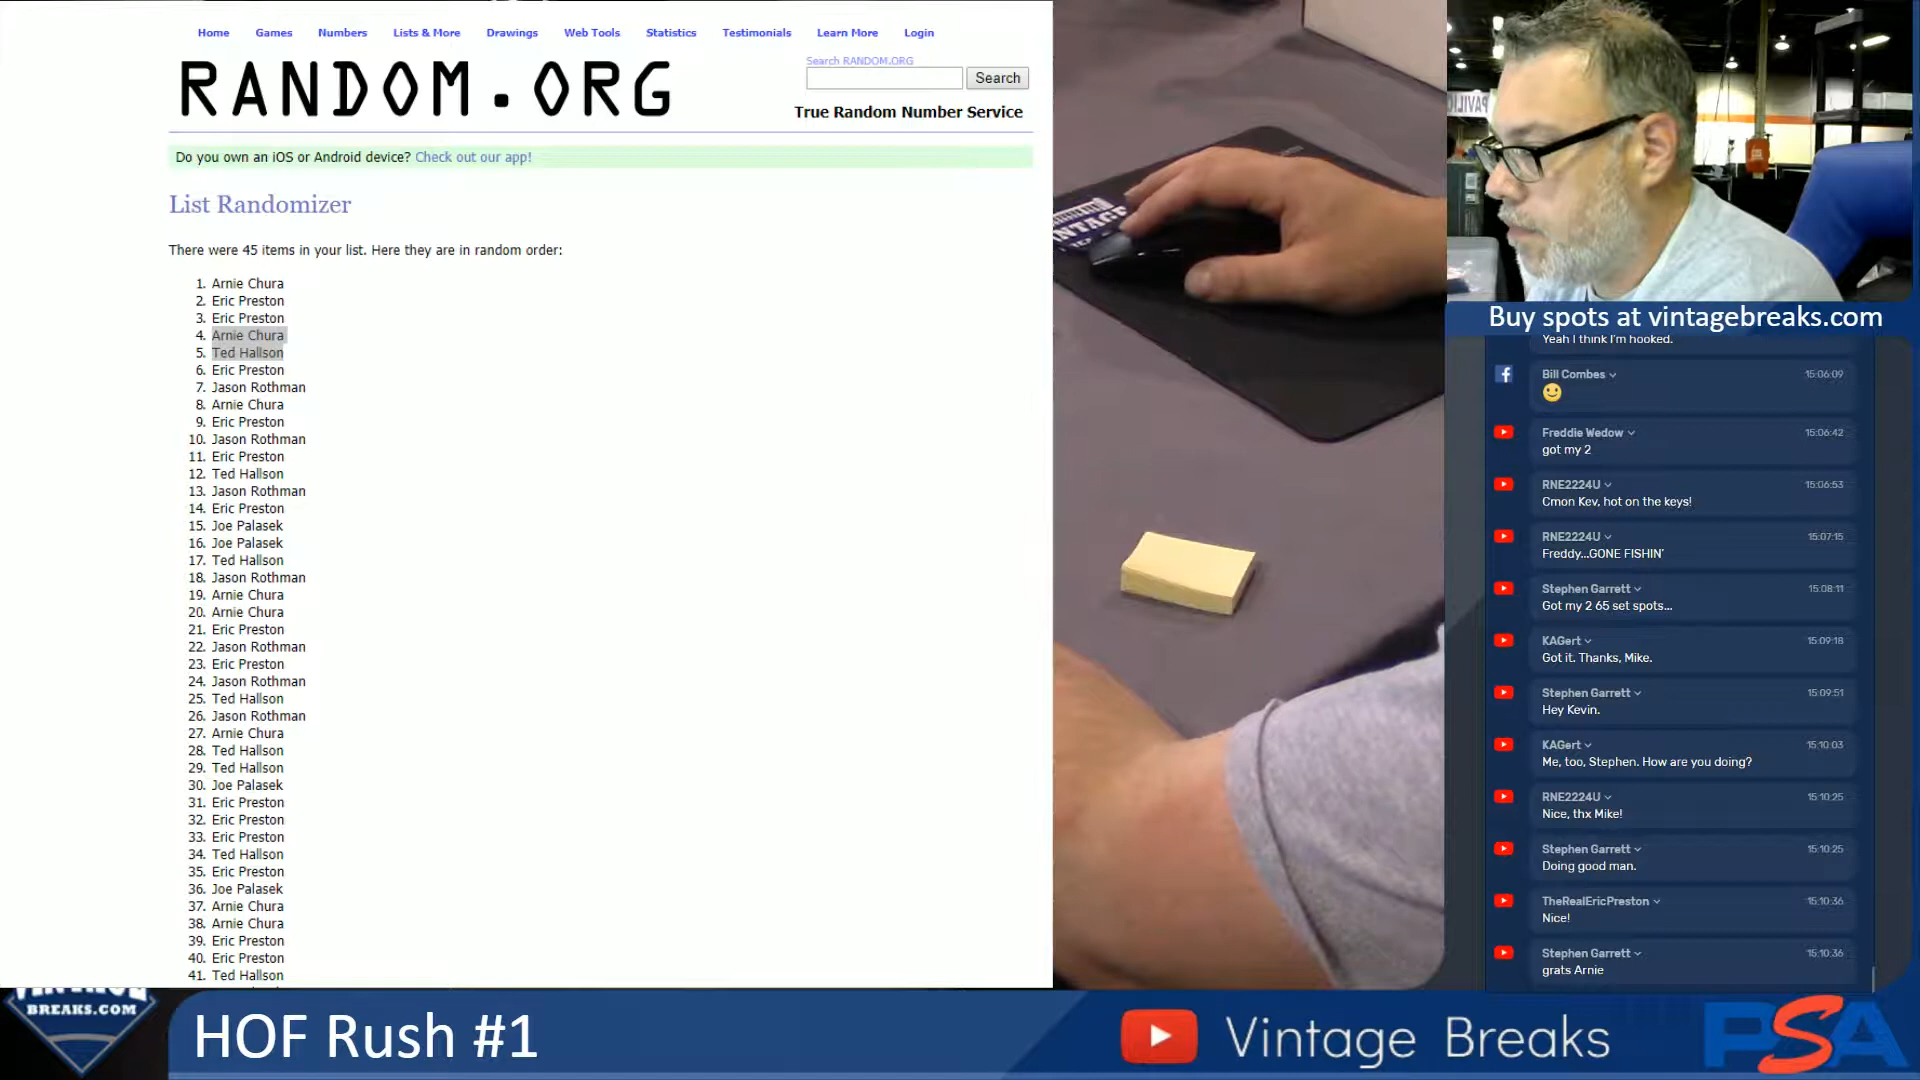 Home Games Numbers Lists & More Drawings Web Tools Statistics Testimonials Learn More Login
RANDOM.ORG
Search RANDOM.ORG
Search
True Random Number Service
Do you own an iOS or Android device? Check out our app!
List Randomizer
There were 45 items in your list. Here they are in random order:
1. Arnie Chura
2. Eric Preston
3. Eric Preston
4. Arnie Chura
5. Ted Hallson
6. Eric Preston
7. Jason Rothman
8. Arnie Chura
9. Eric Preston
10. Jason Rothman
11. Eric Preston
12. Ted Hallson
13. Jason Rothman
14. Eric Preston
15. Joe Palasek
16. Joe Palasek
17. Ted Hallson
18. Jason Rothman
19. Arnie Chura
20. Arnie Chura
21. Eric Preston
22. Jason Rothman
23. Eric Preston
24. Jason Rothman
25. Ted Hallson
26. Jason Rothman
27. Arnie Chura
28. Ted Hallson
29. Ted Hallson
30. Joe Palasek
31. Eric Preston
32. Eric Preston
33. Eric Preston
34. Ted Hallson
35. Eric Preston
36. Joe Palasek
37. Arnie Chura
38. Arnie Chura
39. Eric Preston
40. Eric Preston
41. Ted Hallson
Buy spots at vintagebreaks.com
Yeah I think I'm hooked.
Bill Combes 15:06:09
Freddie Wedow 15:06:42
got my 2
RNE2224U 15:06:53
Cmon Kev, hot on the keys!
RNE2224U 15:07:15
Freddy...GONE FISHIN'
Stephen Garrett 15:08:11
Got my 2 65 set spots...
KAGert 15:09:18
Got it. Thanks, Mike.
Stephen Garrett 15:09:51
Hey Kevin.
KAGert 15:10:03
Me, too, Stephen. How are you doing?
RNE2224U 15:10:25
Nice, thx Mike!
Stephen Garrett 15:10:25
Doing good man.
TheRealEricPreston 15:10:36
Nice!
Stephen Garrett 15:10:36
grats Arnie
BREAKS.COM
HOF Rush #1
Vintage Breaks
PSA